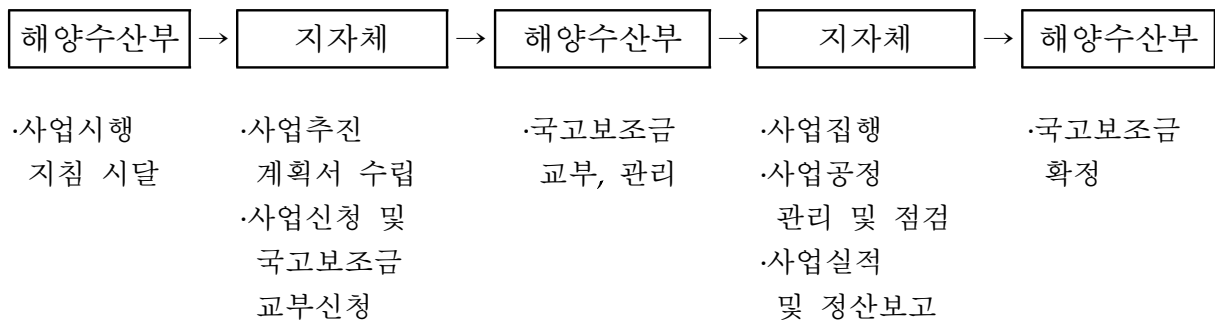 해양수산부 → 지자체 → 해양수산부 → 지자체 → 해양수산부
·사업시행
지침 시달
·사업추진
계획서 수립
·사업신청 및
국고보조금
교부신청
·국고보조금
교부, 관리
·사업집행
·사업공정
관리 및 점검
·사업실적
및 정산보고
·국고보조금
확정